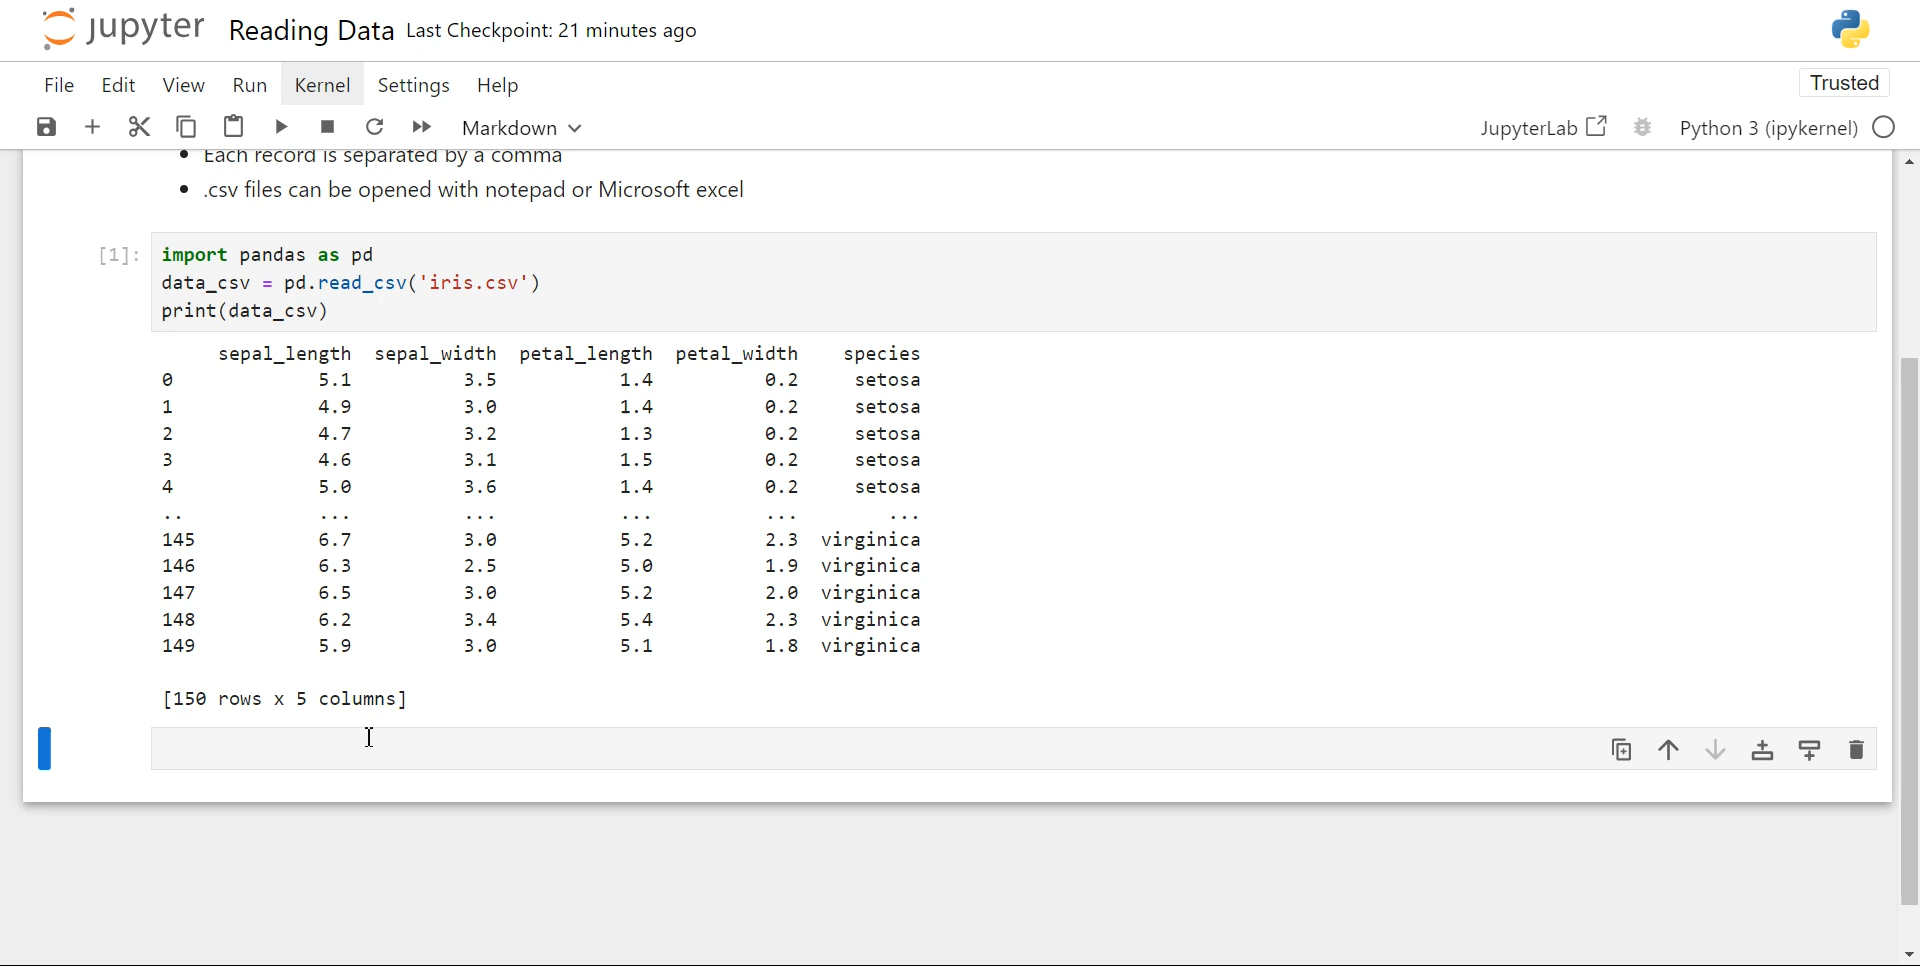 jupyter Reading Data Last Checkpoint: 21 minutes ago
File Edit View Run Kernel Settings Help Trusted
Markdown JupyterLab Python 3 (ipykernel)
• Each record is separated by a comma
• .csv files can be opened with notepad or Microsoft excel
[1]: import pandas as pd
data_csv = pd.read_csv('iris.csv')
print(data_csv)
sepal_length sepal_width petal_length petal_width species
0 5.1 3.5 1.4 0.2 setosa
1 4.9 3.0 1.4 0.2 setosa
2 4.7 3.2 1.3 0.2 setosa
3 4.6 3.1 1.5 0.2 setosa
4 5.0 3.6 1.4 0.2 setosa
.. ... ... ... ... ...
145 6.7 3.0 5.2 2.3 virginica
146 6.3 2.5 5.0 1.9 virginica
147 6.5 3.0 5.2 2.0 virginica
148 6.2 3.4 5.4 2.3 virginica
149 5.9 3.0 5.1 1.8 virginica
[150 rows x 5 columns]